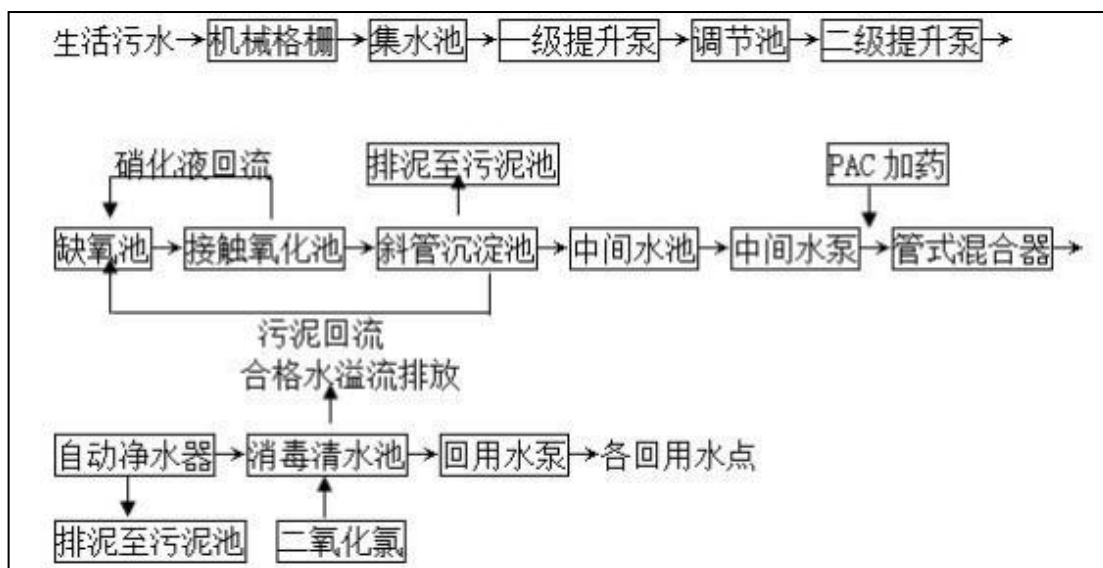 生活污水→机械格栅→集水池→一级提升泵→调节池→二级提升泵→
硝化液回流 排泥至污泥池 PAC加药
缺氧池→接触氧化池→斜管沉淀池→中间水池→中间水泵→管式混合器→
污泥回流
合格水溢流排放
自动净水器→消毒清水池→回用水泵→各回用水点
排泥至污泥池 二氧化氯